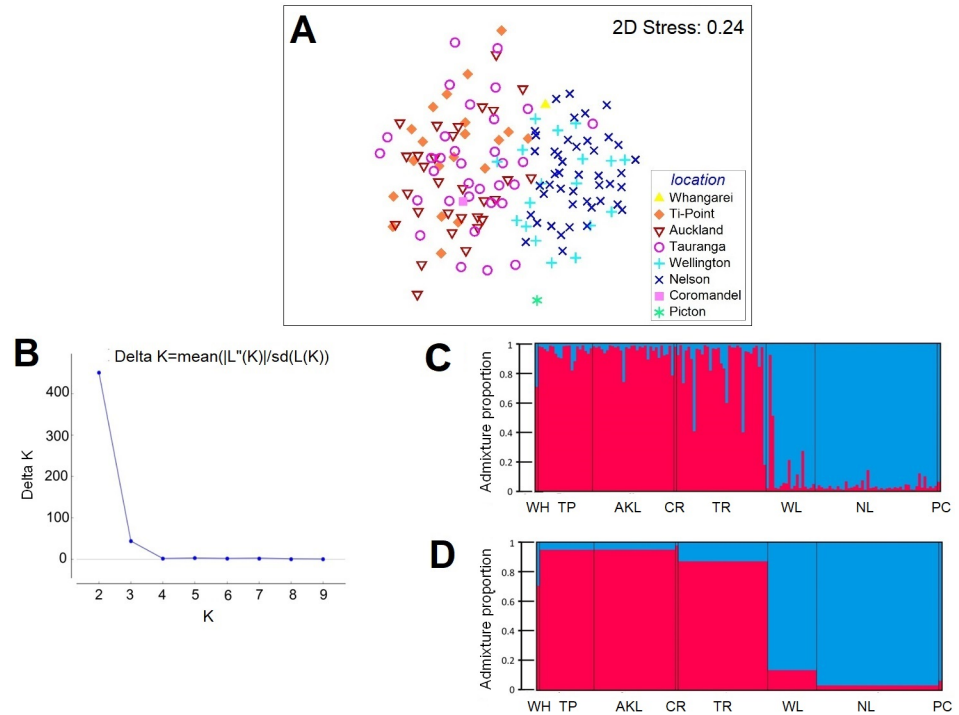 A
2D Stress: 0.24
location
Whangarei
Ti-Point
Auckland
Tauranga
Wellington
Nelson
Coromandel
Picton
B
Delta K=mean(|L"(K)|/sd(L(K))
Delta K
400
300
200
100
0
2 3 4 5 6 7 8 9
K
C
Admixture proportion
1
0.8
0.6
0.4
0.2
0
WH TP AKL CR TR WL NL PC
D
Admixture proportion
1
0.8
0.6
0.4
0.2
0
WH TP AKL CR TR WL NL PC